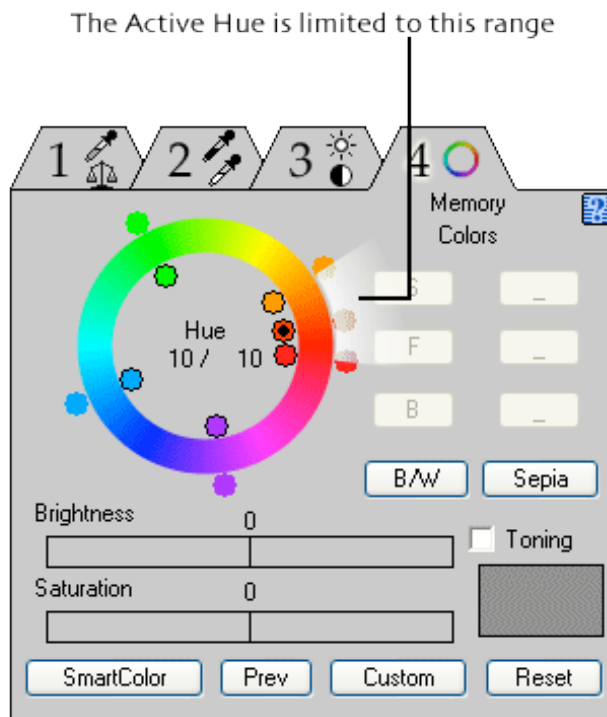 The Active Hue is limited to this range
1 2 3 4
Memory
Colors
S _
Hue
10 / 10
F _
B _
B/W Sepia
Brightness 0
Toning
Saturation 0
SmartColor Prev Custom Reset